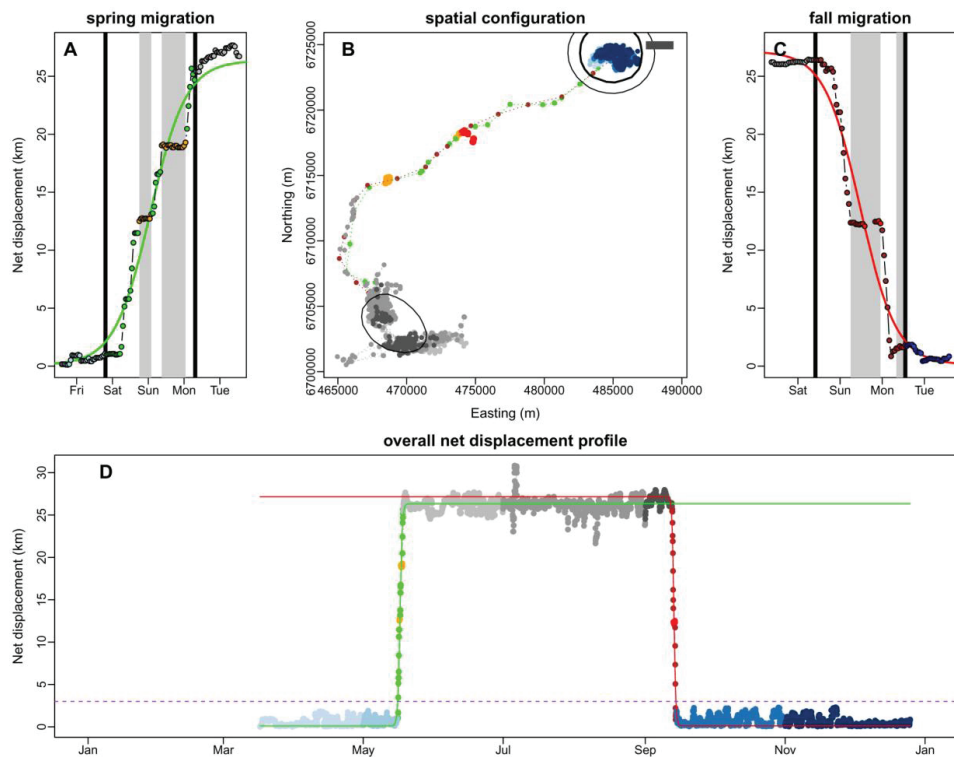 spring migration
A
Net displacement (km)
0 5 10 15 20 25
Fri Sat Sun Mon Tue
spatial configuration
B
Northing (m)
6700000 6705000 6710000 6715000 6720000 6725000
465000 470000 475000 480000 485000 490000
Easting (m)
fall migration
C
Net displacement (km)
0 5 10 15 20 25
Sat Sun Mon Tue
overall net displacement profile
D
Net displacement (km)
0 5 10 15 20 25 30
Jan Mar May Jul Sep Nov Jan